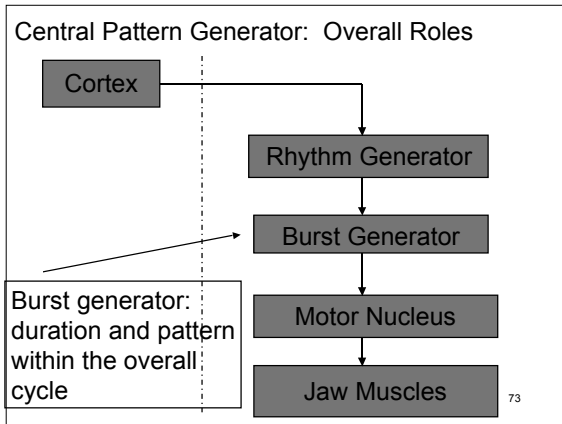 Central Pattern Generator: Overall Roles
Cortex
Rhythm Generator
Burst Generator
Burst generator:
duration and pattern
within the overall
cycle
Motor Nucleus
Jaw Muscles
73